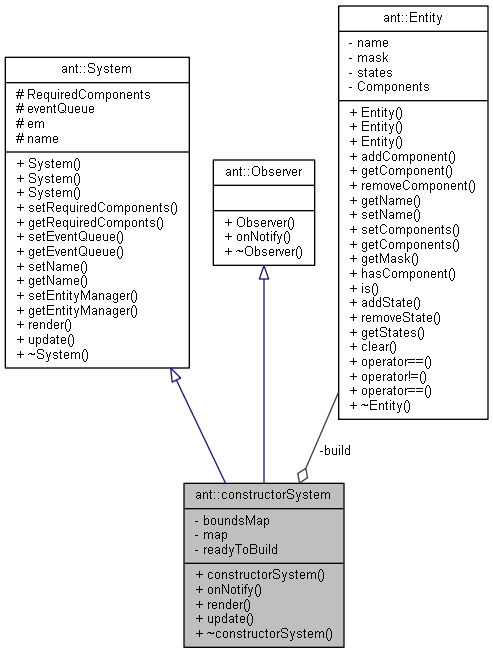 ant::System
# RequiredComponents
# eventQueue
# em
# name
+ System()
+ System()
+ System()
+ setRequiredComponents()
+ getRequiredComponts()
+ setEventQueue()
+ getEventQueue()
+ setName()
+ getName()
+ setEntityManager()
+ getEntityManager()
+ render()
+ update()
+ ~System()
ant::Observer
+ Observer()
+ onNotify()
+ ~Observer()
ant::Entity
- name
- mask
- states
- Components
+ Entity()
+ Entity()
+ Entity()
+ addComponent()
+ getComponent()
+ removeComponent()
+ getName()
+ setName()
+ setComponents()
+ getComponents()
+ getMask()
+ hasComponent()
+ is()
+ addState()
+ removeState()
+ getStates()
+ clear()
+ operator==()
+ operator!=()
+ operator==()
+ ~Entity()
-build
ant::constructorSystem
- boundsMap
- map
- readyToBuild
+ constructorSystem()
+ onNotify()
+ render()
+ update()
+ ~constructorSystem()